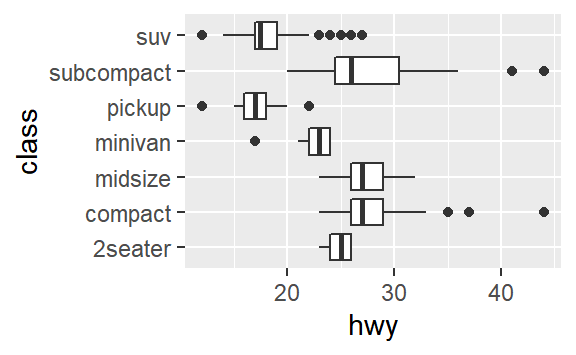 suv
subcompact
pickup
minivan
midsize
compact
2seater
class
20 30 40
hwy